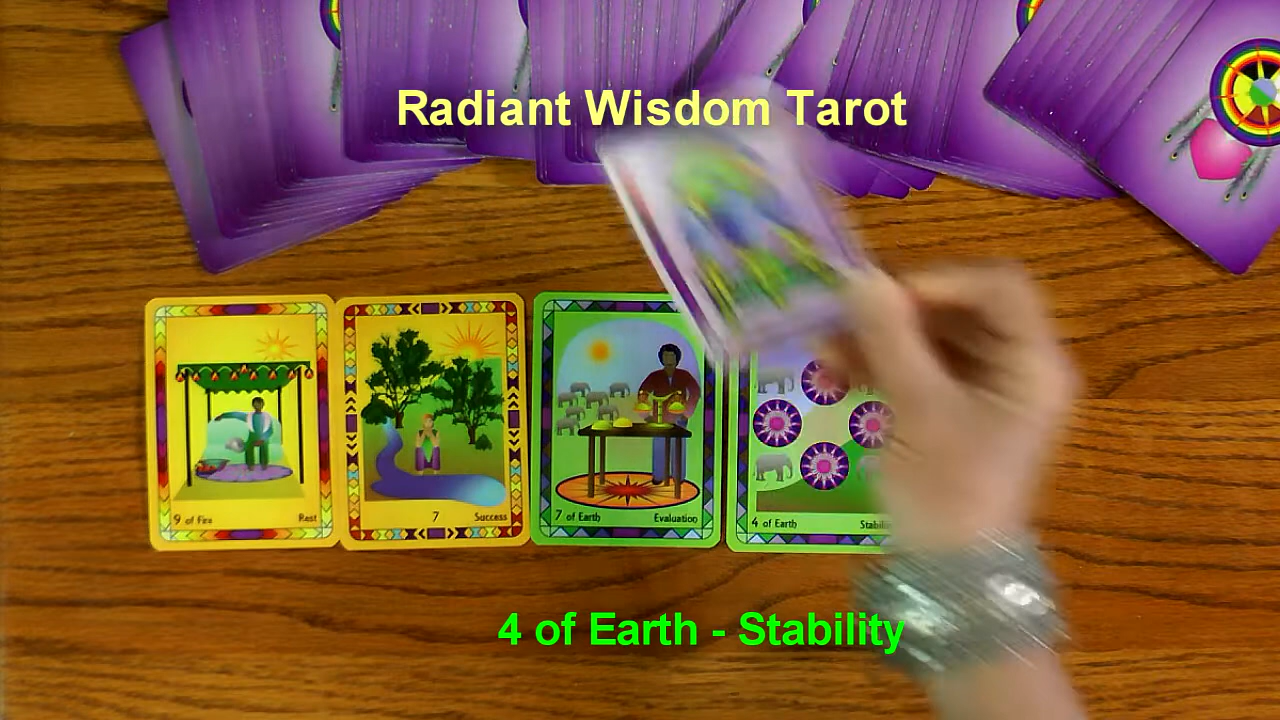 Radiant Wisdom Tarot
9 of Fire Rest
7 Success
7 of Earth Evaluation
4 of Earth
4 of Earth - Stability